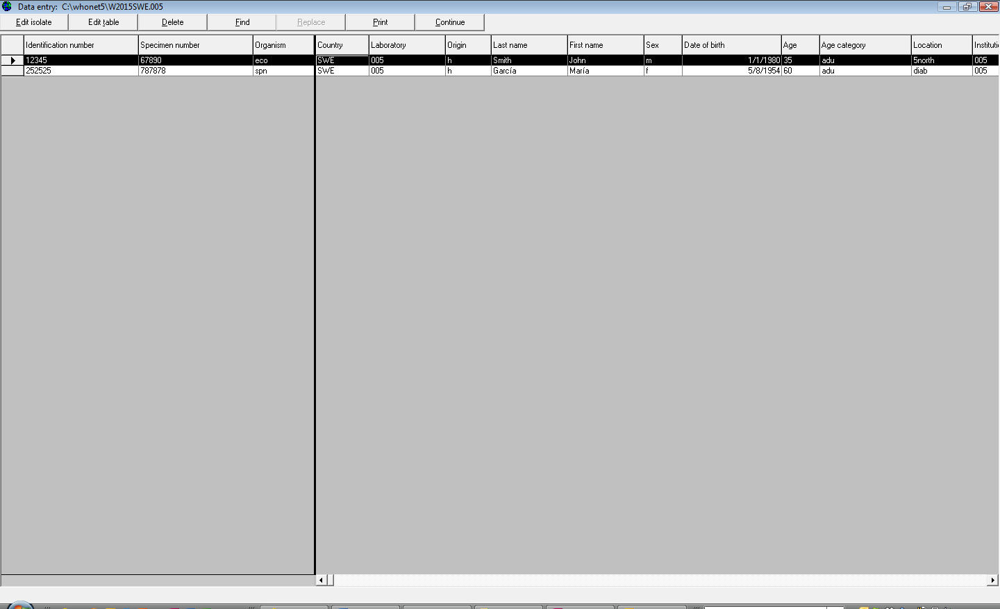 Data entry: C:\whonet5\W2015SWE.005
Edit isolate Edit table Delete Find Replace Print Continue
Identification number Specimen number Organism Country Laboratory Origin Last name First name Sex Date of birth Age Age category Location Instituti
12345 67890 eco SWE 005 h Smith John m 1/1/1980 35 adu 5north 005
252525 787878 spn SWE 005 h García María f 5/8/1954 60 adu diab 005